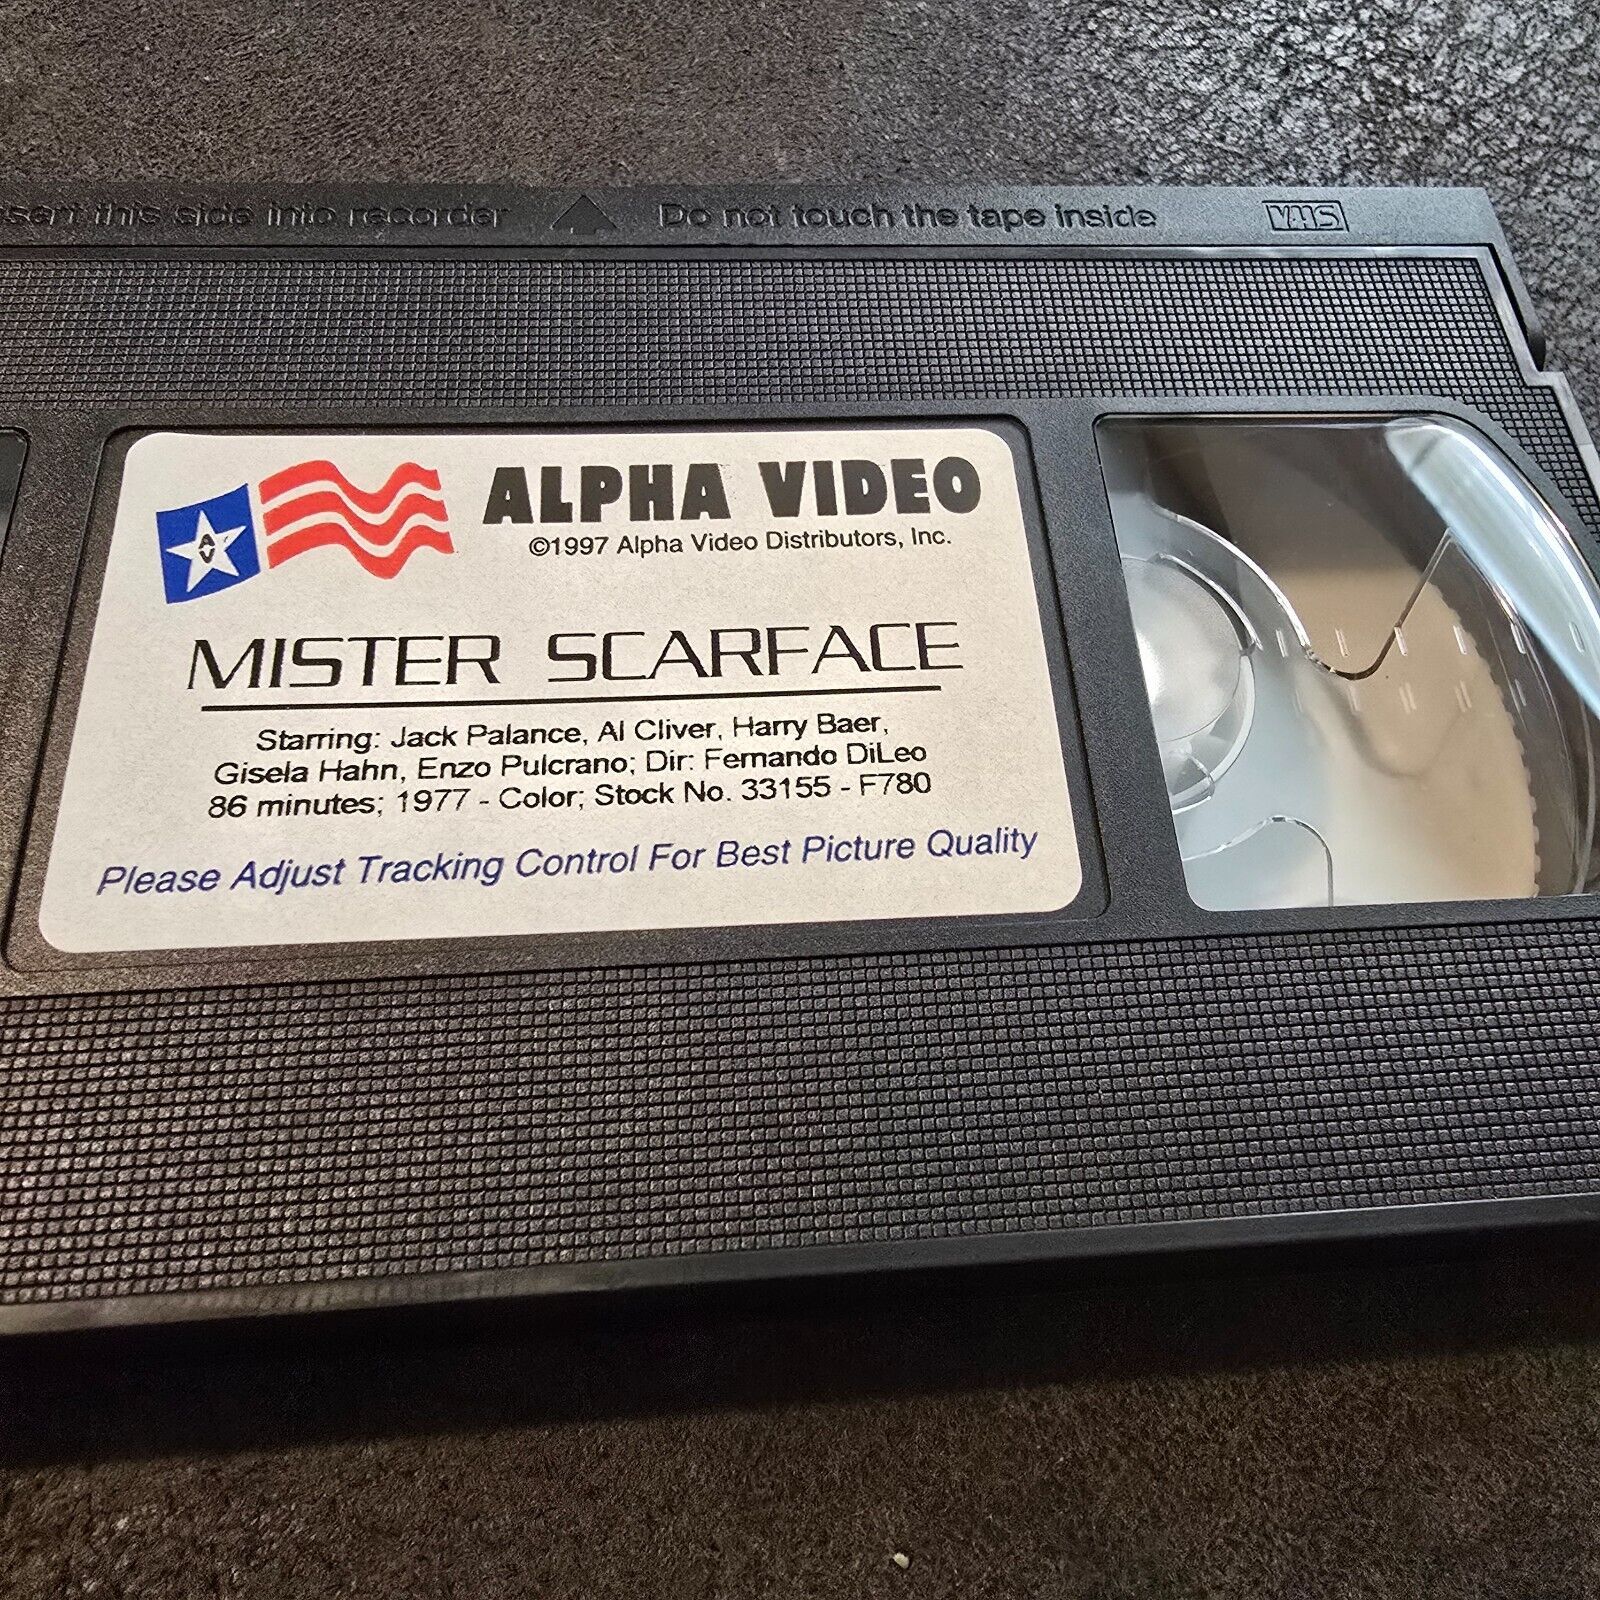 this side into recorder
Do not touch the tape inside
VHS
AV
ALPHA VIDEO
©1997 Alpha Video Distributors, Inc.
MISTER SCARFACE
Starring: Jack Palance, Al Cliver, Harry Baer,
Gisela Hahn, Enzo Pulcrano; Dir: Fernando DiLeo
86 minutes; 1977 - Color; Stock No. 33155 - F780
Please Adjust Tracking Control For Best Picture Quality